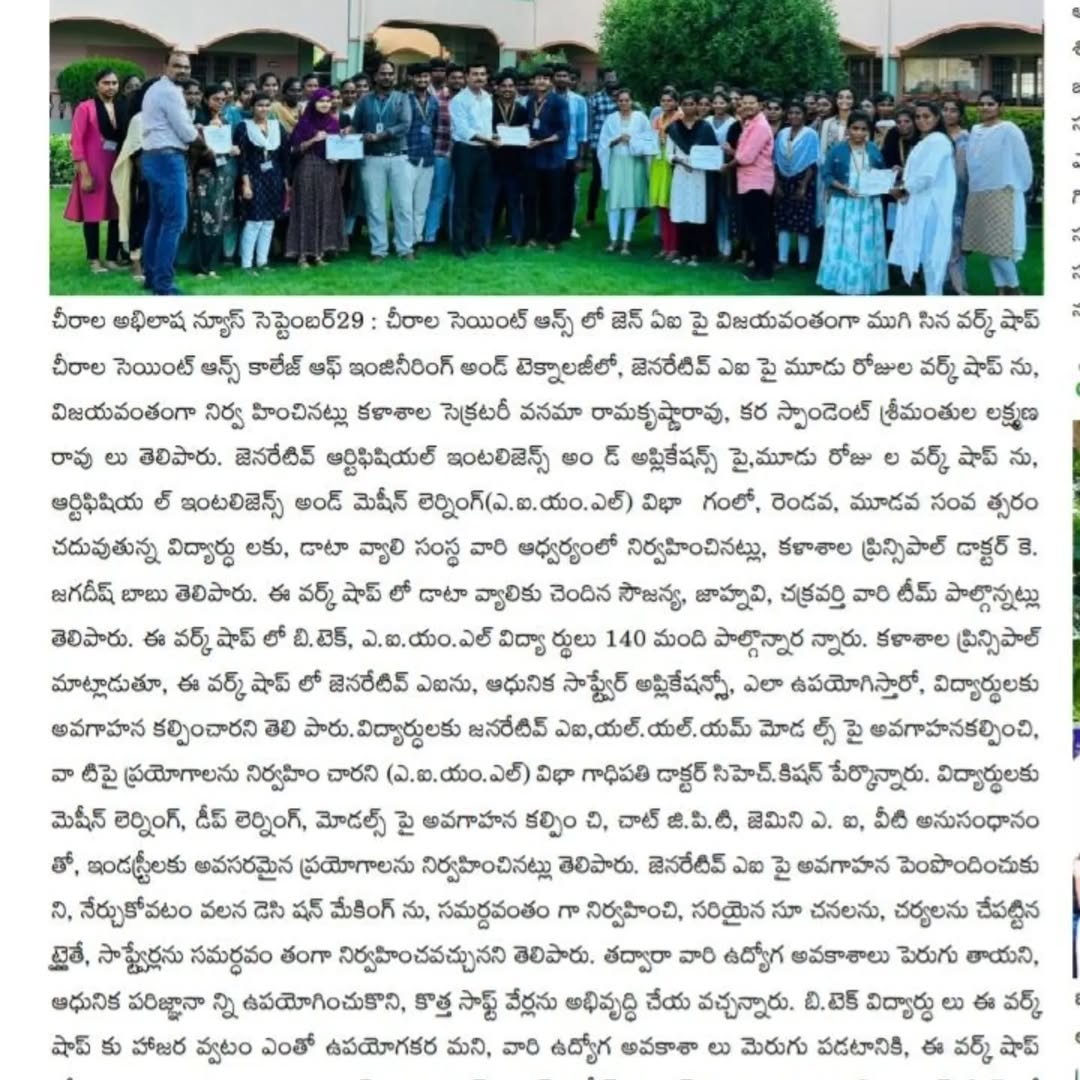 చీరాల అభిలాష న్యూస్ సెప్టెంబర్29 : చీరాల సెయింట్ ఆన్స్ లో జెన్ ఏఐ పై విజయవంతంగా ముగి సిన వర్క్ షాప్
చీరాల సెయింట్ ఆన్స్ కాలేజ్ ఆఫ్ ఇంజినీరింగ్ అండ్ టెక్నాలజీలో, జెనరేటివ్ ఎఐ పై మూడు రోజుల వర్క్ షాప్ ను,
విజయవంతంగా నిర్వ హించినట్లు కళాశాల సెక్రటరీ వనమా రామకృష్ణారావు, కర స్పాండెంట్ శ్రీమంతుల లక్ష్మణ
రావు లు తెలిపారు. జెనరేటివ్ ఆర్టిఫిషియల్ ఇంటలిజెన్స్ అం డ్ అప్లికేషన్స్ పై,మూడు రోజు ల వర్క్ షాప్ ను,
ఆర్టిఫిషియ ల్ ఇంటలిజెన్స్ అండ్ మెషీన్ లెర్నింగ్(ఎ.ఐ.యం.ఎల్) విభా గంలో, రెండవ, మూడవ సంవ త్సరం
చదువుతున్న విద్యార్ధు లకు, డాటా వ్యాలి సంస్థ వారి ఆధ్వర్యంలో నిర్వహించినట్లు, కళాశాల ప్రిన్సిపాల్ డాక్టర్ కె.
జగదీష్ బాబు తెలిపారు. ఈ వర్క్ షాప్ లో డాటా వ్యాలికు చెందిన సౌజన్య, జాహ్నవి, చక్రవర్తి వారి టీమ్ పాల్గొన్నట్లు
తెలిపారు. ఈ వర్క్ షాప్ లో బి.టెక్, ఎ.ఐ.యం.ఎల్ విద్యా ర్థులు 140 మంది పాల్గొన్నార న్నారు. కళాశాల ప్రిన్సిపాల్
మాట్లాడుతూ, ఈ వర్క్ షాప్ లో జెనరేటివ్ ఎఐను, ఆధునిక సాఫ్ట్వేర్ అప్లికేషన్స్లో, ఎలా ఉపయోగిస్తారో, విద్యార్థులకు
అవగాహన కల్పించారని తెలి పారు.విద్యార్ధులకు జనరేటివ్ ఎఐ,యల్.యల్.యమ్ మోడ ల్స్ పై అవగాహనకల్పించి,
వా టిపై ప్రయోగాలను నిర్వహిం చారని (ఎ.ఐ.యం.ఎల్) విభా గాధిపతి డాక్టర్ సిహెచ్.కిషన్ పేర్కొన్నారు. విద్యార్థులకు
మెషీన్ లెర్నింగ్, డీప్ లెర్నింగ్, మోడల్స్ పై అవగాహన కల్పిం చి, చాట్ జి.పి.టి, జెమిని ఎ. ఐ, వీటి అనుసంధానం
తో, ఇండస్ట్రీలకు అవసరమైన ప్రయోగాలను నిర్వహించినట్లు తెలిపారు. జెనరేటివ్ ఎఐ పై అవగాహన పెంపొందించుకు
ని, నేర్చుకోవటం వలన డెసి షన్ మేకింగ్ ను, సమర్దవంతం గా నిర్వహించి, సరియైన సూ చనలను, చర్యలను చేపట్టిన
ట్లైతే, సాఫ్ట్వేర్లను సమర్ధవం తంగా నిర్వహించవచ్చునని తెలిపారు. తద్వారా వారి ఉద్యోగ అవకాశాలు పెరుగు తాయని,
ఆధునిక పరిజ్ఞానా న్ని ఉపయోగించుకొని, కొత్త సాఫ్ట్ వేర్లను అభివృద్ధి చేయ వచ్చన్నారు. బి.టెక్ విద్యార్ధు లు ఈ వర్క్
షాప్ కు హాజర వ్వటం ఎంతో ఉపయోగకర మని, వారి ఉద్యోగ అవకాశా లు మెరుగు పడటానికి, ఈ వర్క్ షాప్